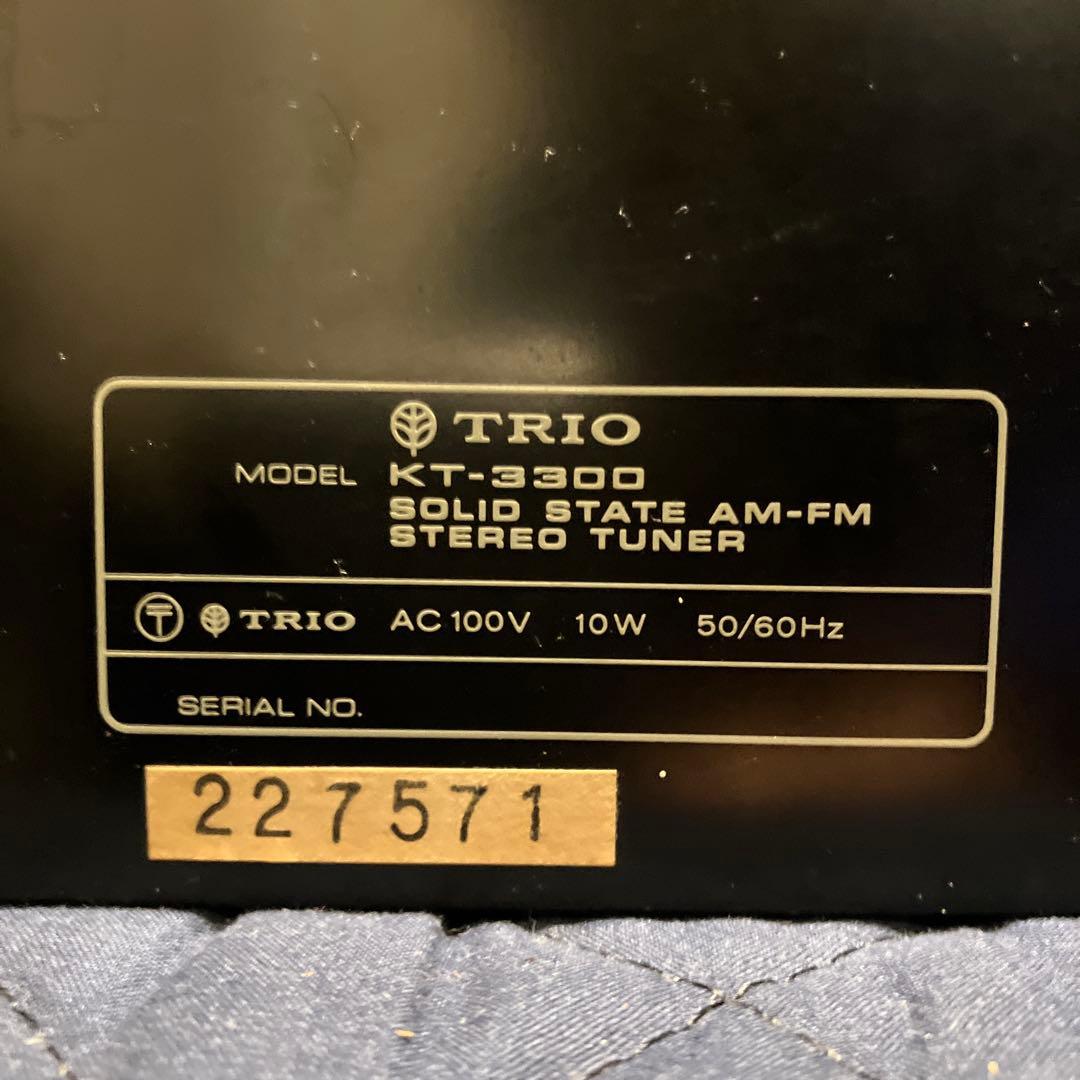 TRIO
MODEL KT-3300
SOLID STATE AM-FM
STEREO TUNER
〒 TRIO AC 100V 10W 50/60Hz
SERIAL NO.
227571